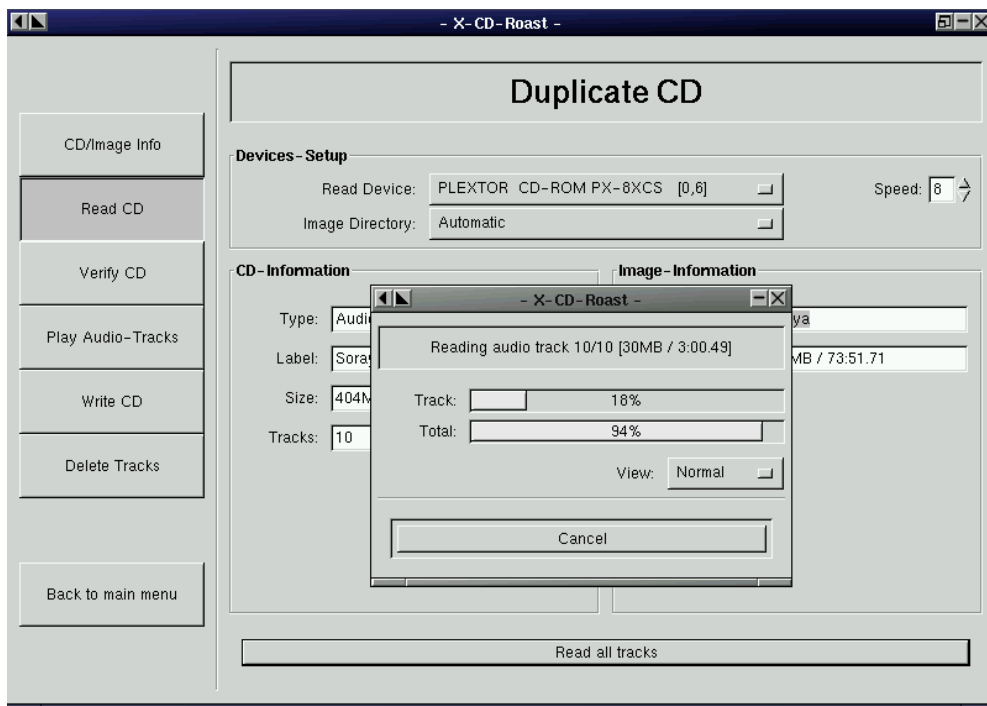 - X-CD-Roast -
Duplicate CD
CD/Image Info
Read CD
Verify CD
Play Audio-Tracks
Write CD
Delete Tracks
Back to main menu
Devices-Setup
Read Device: PLEXTOR CD-ROM PX-8XCS [0,6]
Speed: 8
Image Directory: Automatic
CD-Information
Type:
Label:
Size:
Tracks: 10
Image-Information
/ 73:51.71
- X-CD-Roast -
Reading audio track 10/10 [30MB / 3:00.49]
Track: 18%
Total: 94%
View: Normal
Cancel
Read all tracks